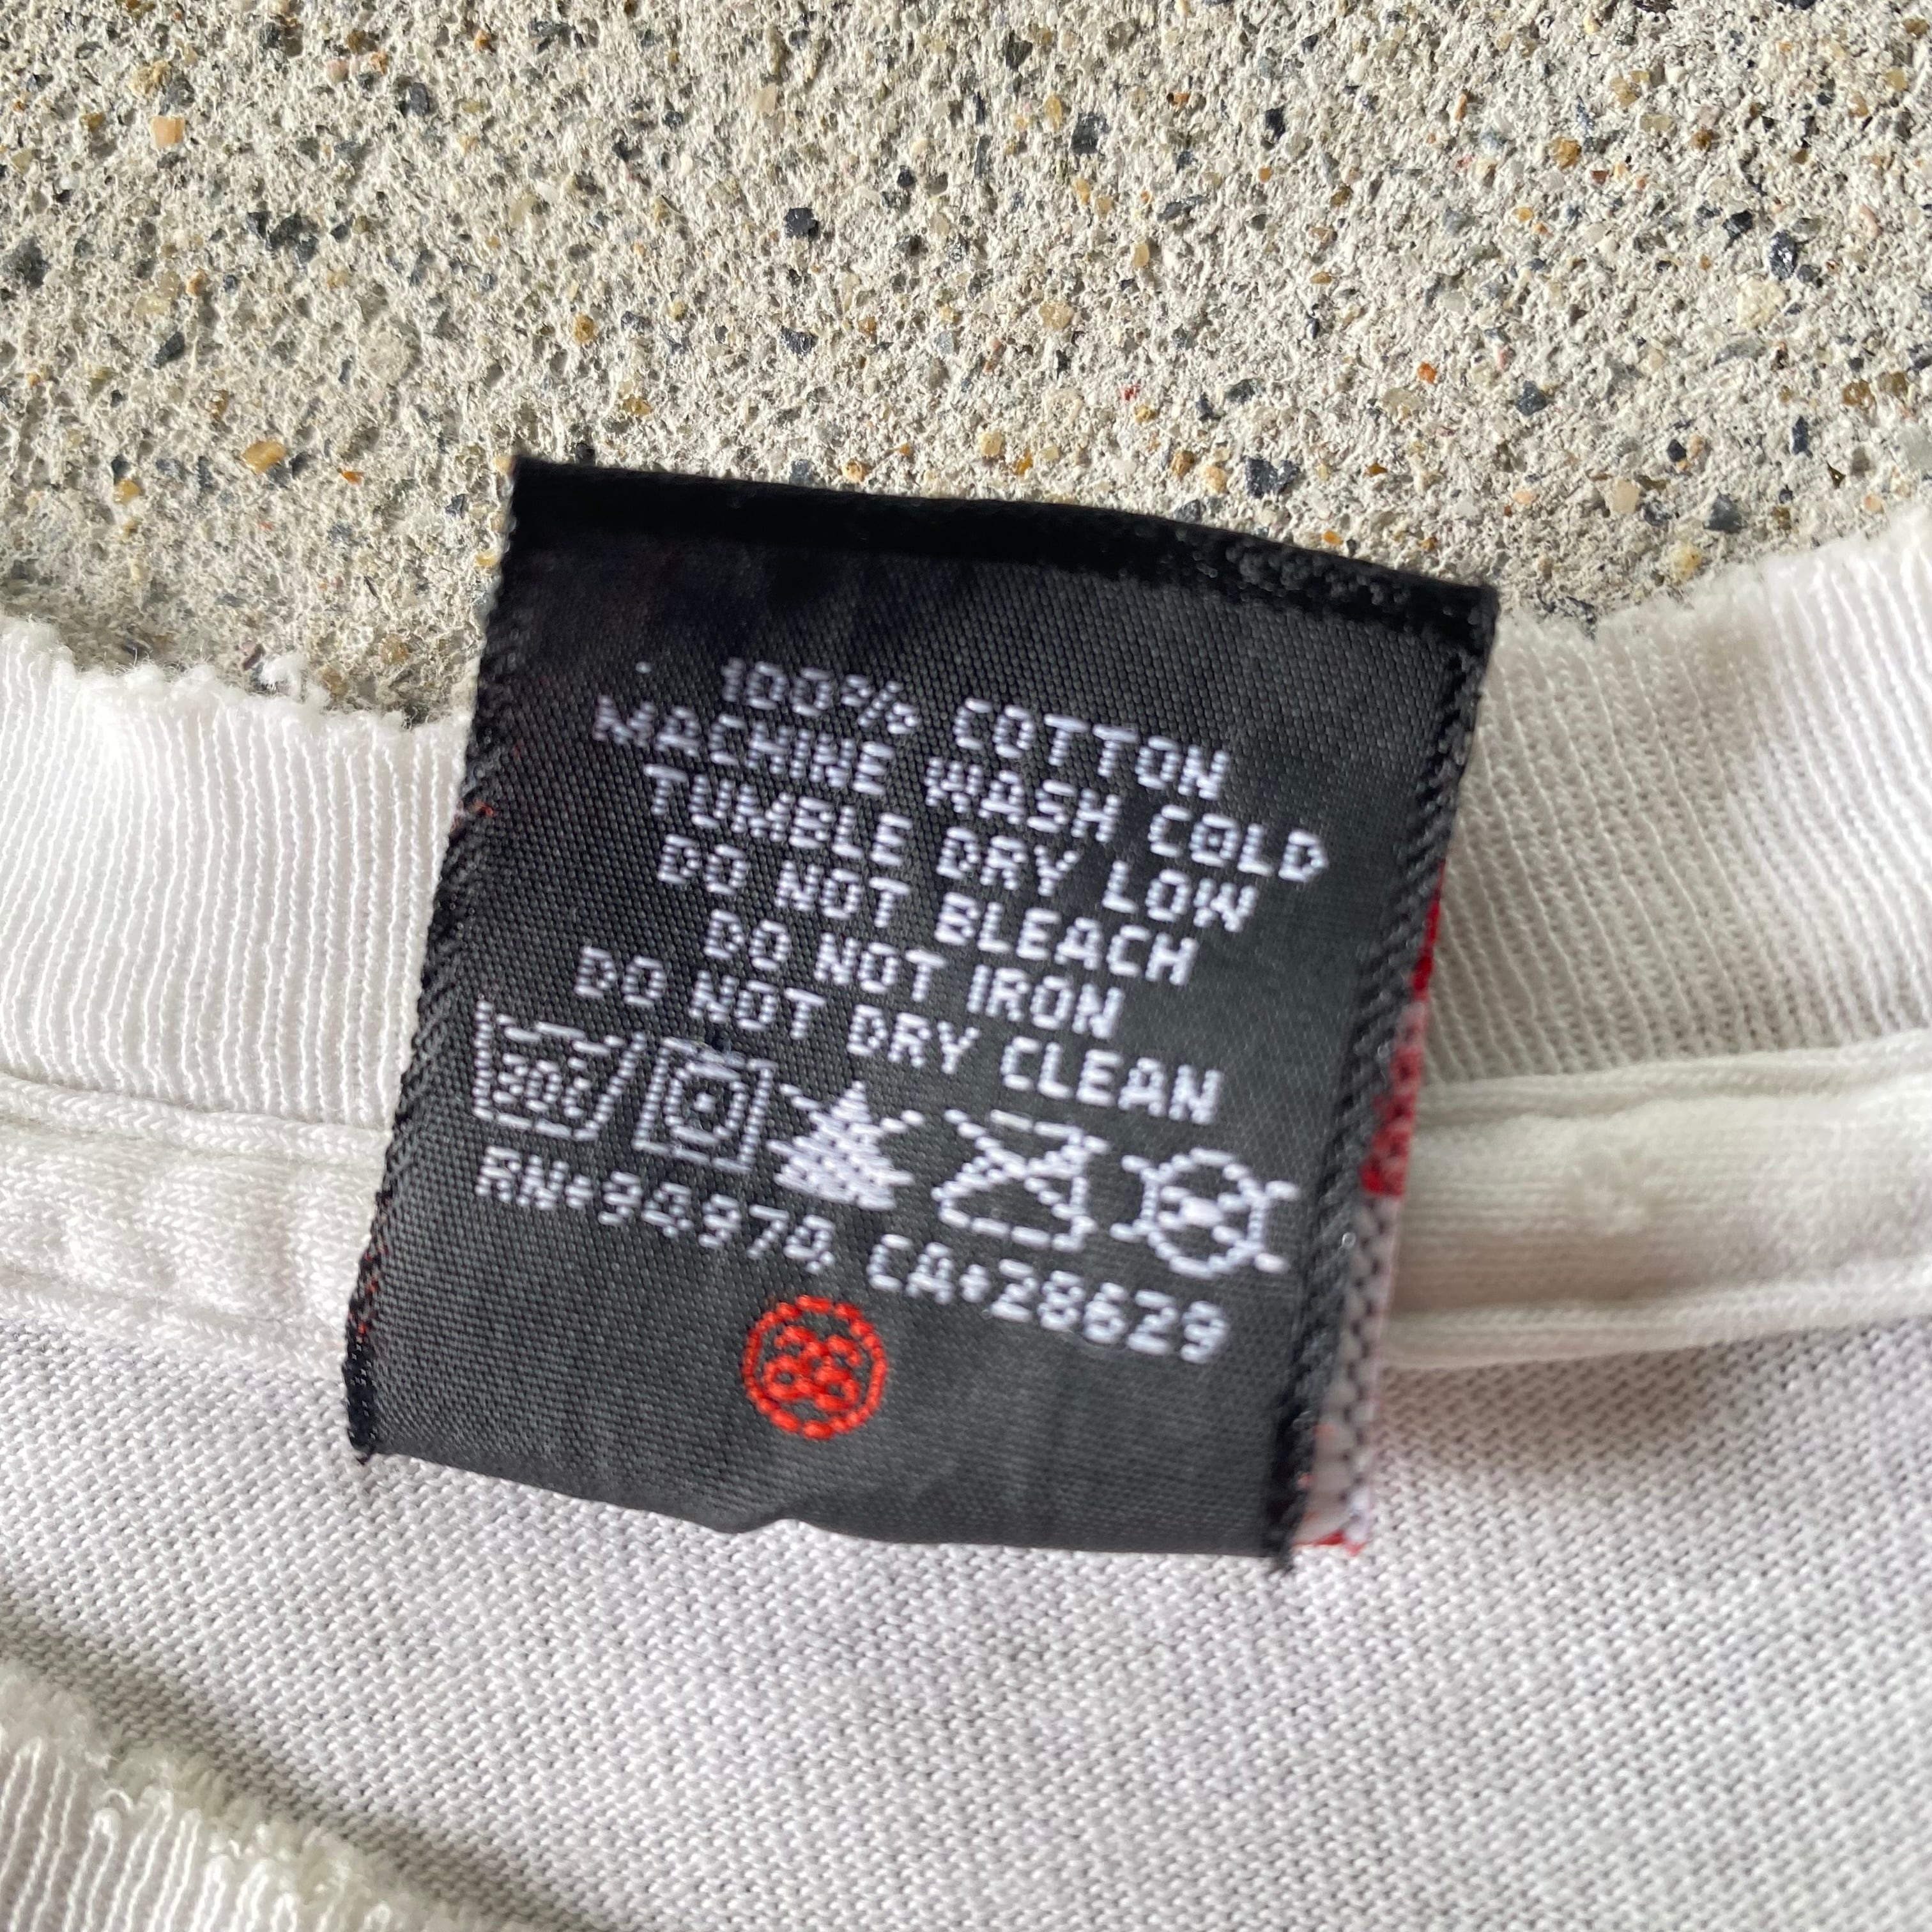 100% COTTON
MACHINE WASH COLD
TUMBLE DRY LOW
DO NOT BLEACH
DO NOT IRON
DO NOT DRY CLEAN
30c
RN#94970, CA#28629